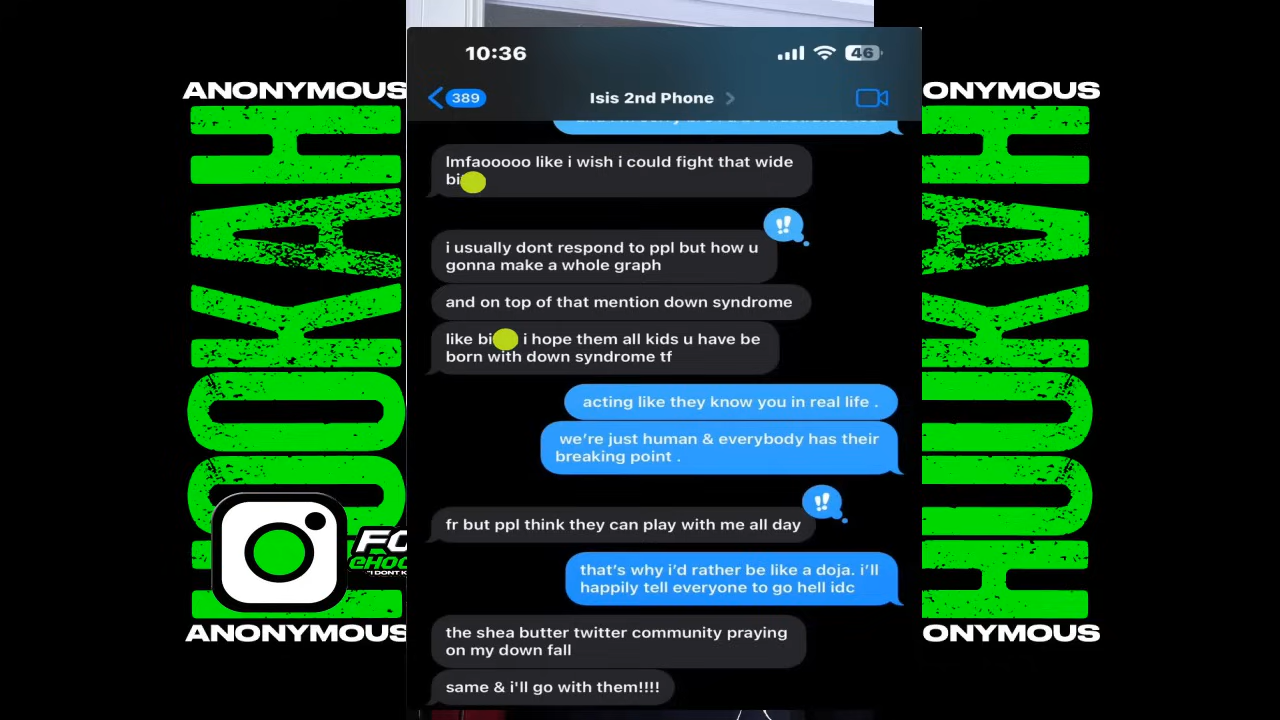 ANONYMOUS
HOOKAH
ANONYMOUS
10:36
46
389
Isis 2nd Phone
lmfaooooo like i wish i could fight that wide
bi
i usually dont respond to ppl but how u
gonna make a whole graph
and on top of that mention down syndrome
like bi i hope them all kids u have be
born with down syndrome tf
acting like they know you in real life .
we're just human & everybody has their
breaking point .
fr but ppl think they can play with me all day
that's why i'd rather be like a doja. i'll
happily tell everyone to go hell idc
the shea butter twitter community praying
on my down fall
same & i'll go with them!!!!
FO
eHOO
"I DONT K
ONYMOUS
HOOKAH
ONYMOUS